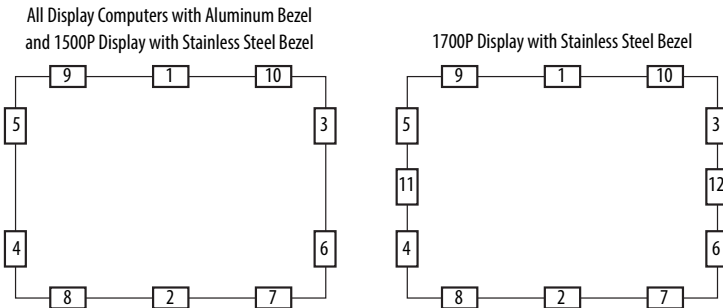 All Display Computers with Aluminum Bezel
and 1500P Display with Stainless Steel Bezel
1700P Display with Stainless Steel Bezel
9 1 10
5 3
4 6
8 2 7
9 1 10
5 3
11 12
4 6
8 2 7